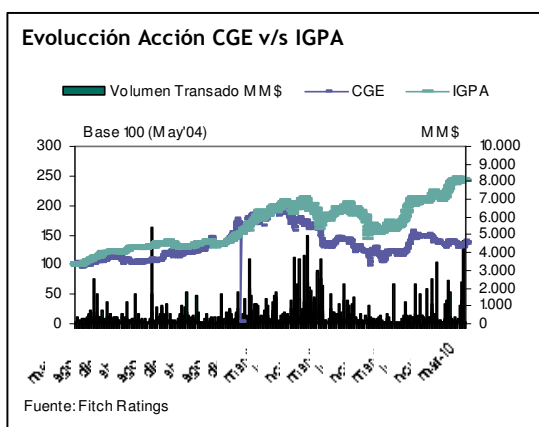 Evolucción Acción CGE v/s IGPA
Volumen Transado MM$ CGE IGPA
Base 100 (May'04) MM$
300 10.000
250 9.000
200 8.000
150 7.000
100 6.000
50 5.000
0 4.000
3.000
2.000
1.000
0
mar-10
Fuente: Fitch Ratings